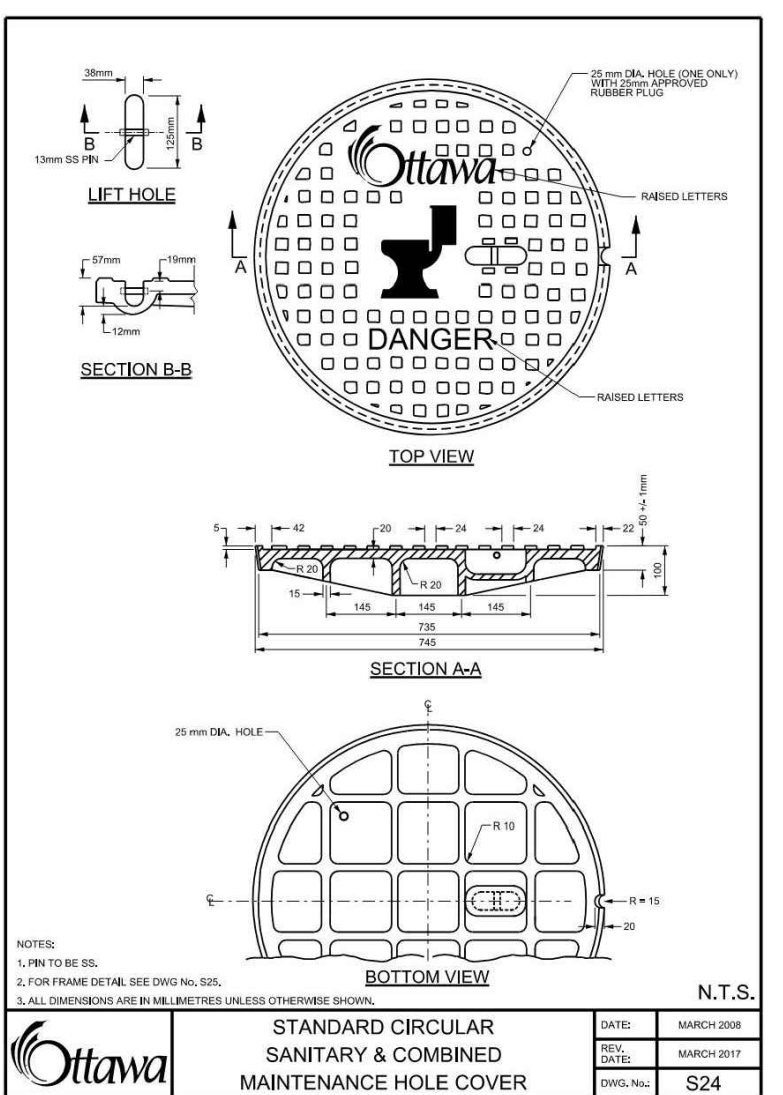 38mm
B
B
125mm
13mm SS PIN
LIFT HOLE
57mm
19mm
12mm
SECTION B-B
25 mm DIA. HOLE (ONE ONLY)
WITH 25mm APPROVED
RUBBER PLUG
Ottawa
RAISED LETTERS
A
A
DANGER
RAISED LETTERS
TOP VIEW
5
42
20
24
24
22
50 +/- 1mm
100
R 20
R 20
15
145
145
145
735
745
SECTION A-A
25 mm DIA. HOLE
R 10
R = 15
20
BOTTOM VIEW
NOTES:
1. PIN TO BE SS.
2. FOR FRAME DETAIL SEE DWG No. S25.
3. ALL DIMENSIONS ARE IN MILLIMETRES UNLESS OTHERWISE SHOWN.
N.T.S.
Ottawa
STANDARD CIRCULAR
SANITARY & COMBINED
MAINTENANCE HOLE COVER
DATE: MARCH 2008
REV.
DATE: MARCH 2017
DWG. No.: S24